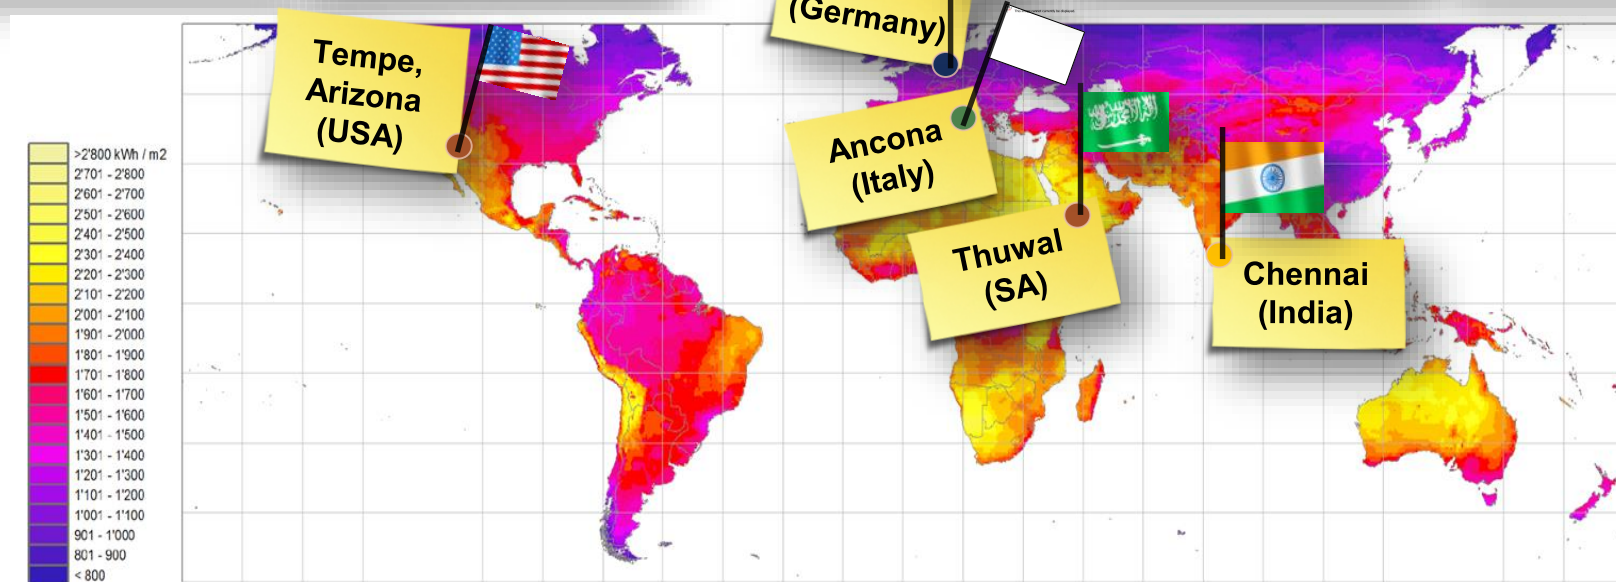 (Germany)
Tempe,
Arizona
(USA)
Ancona
(Italy)
Thuwal
(SA)
Chennai
(India)
>2'800 kWh / m2
2'701 - 2'800
2'601 - 2'700
2'501 - 2'600
2'401 - 2'500
2'301 - 2'400
2'201 - 2'300
2'101 - 2'200
2'001 - 2'100
1'901 - 2'000
1'801 - 1'900
1'701 - 1'800
1'601 - 1'700
1'501 - 1'600
1'401 - 1'500
1'301 - 1'400
1'201 - 1'300
1'101 - 1'200
1'001 - 1'100
901 - 1'000
801 - 900
< 800